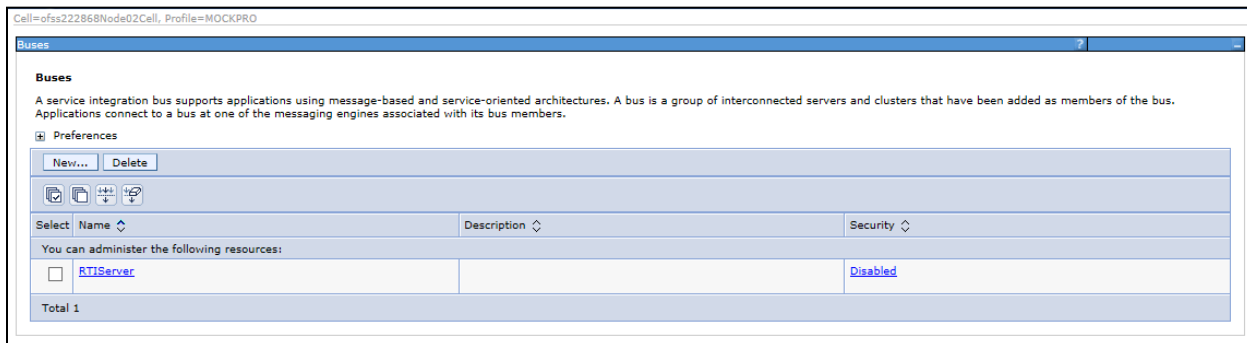 Cell=ofss222868Node02Cell, Profile=MOCKPRO
Buses ? _
Buses
A service integration bus supports applications using message-based and service-oriented architectures. A bus is a group of interconnected servers and clusters that have been added as members of the bus.
Applications connect to a bus at one of the messaging engines associated with its bus members.
+ Preferences
New... Delete
Select Name Description Security
You can administer the following resources:
RTIServer Disabled
Total 1